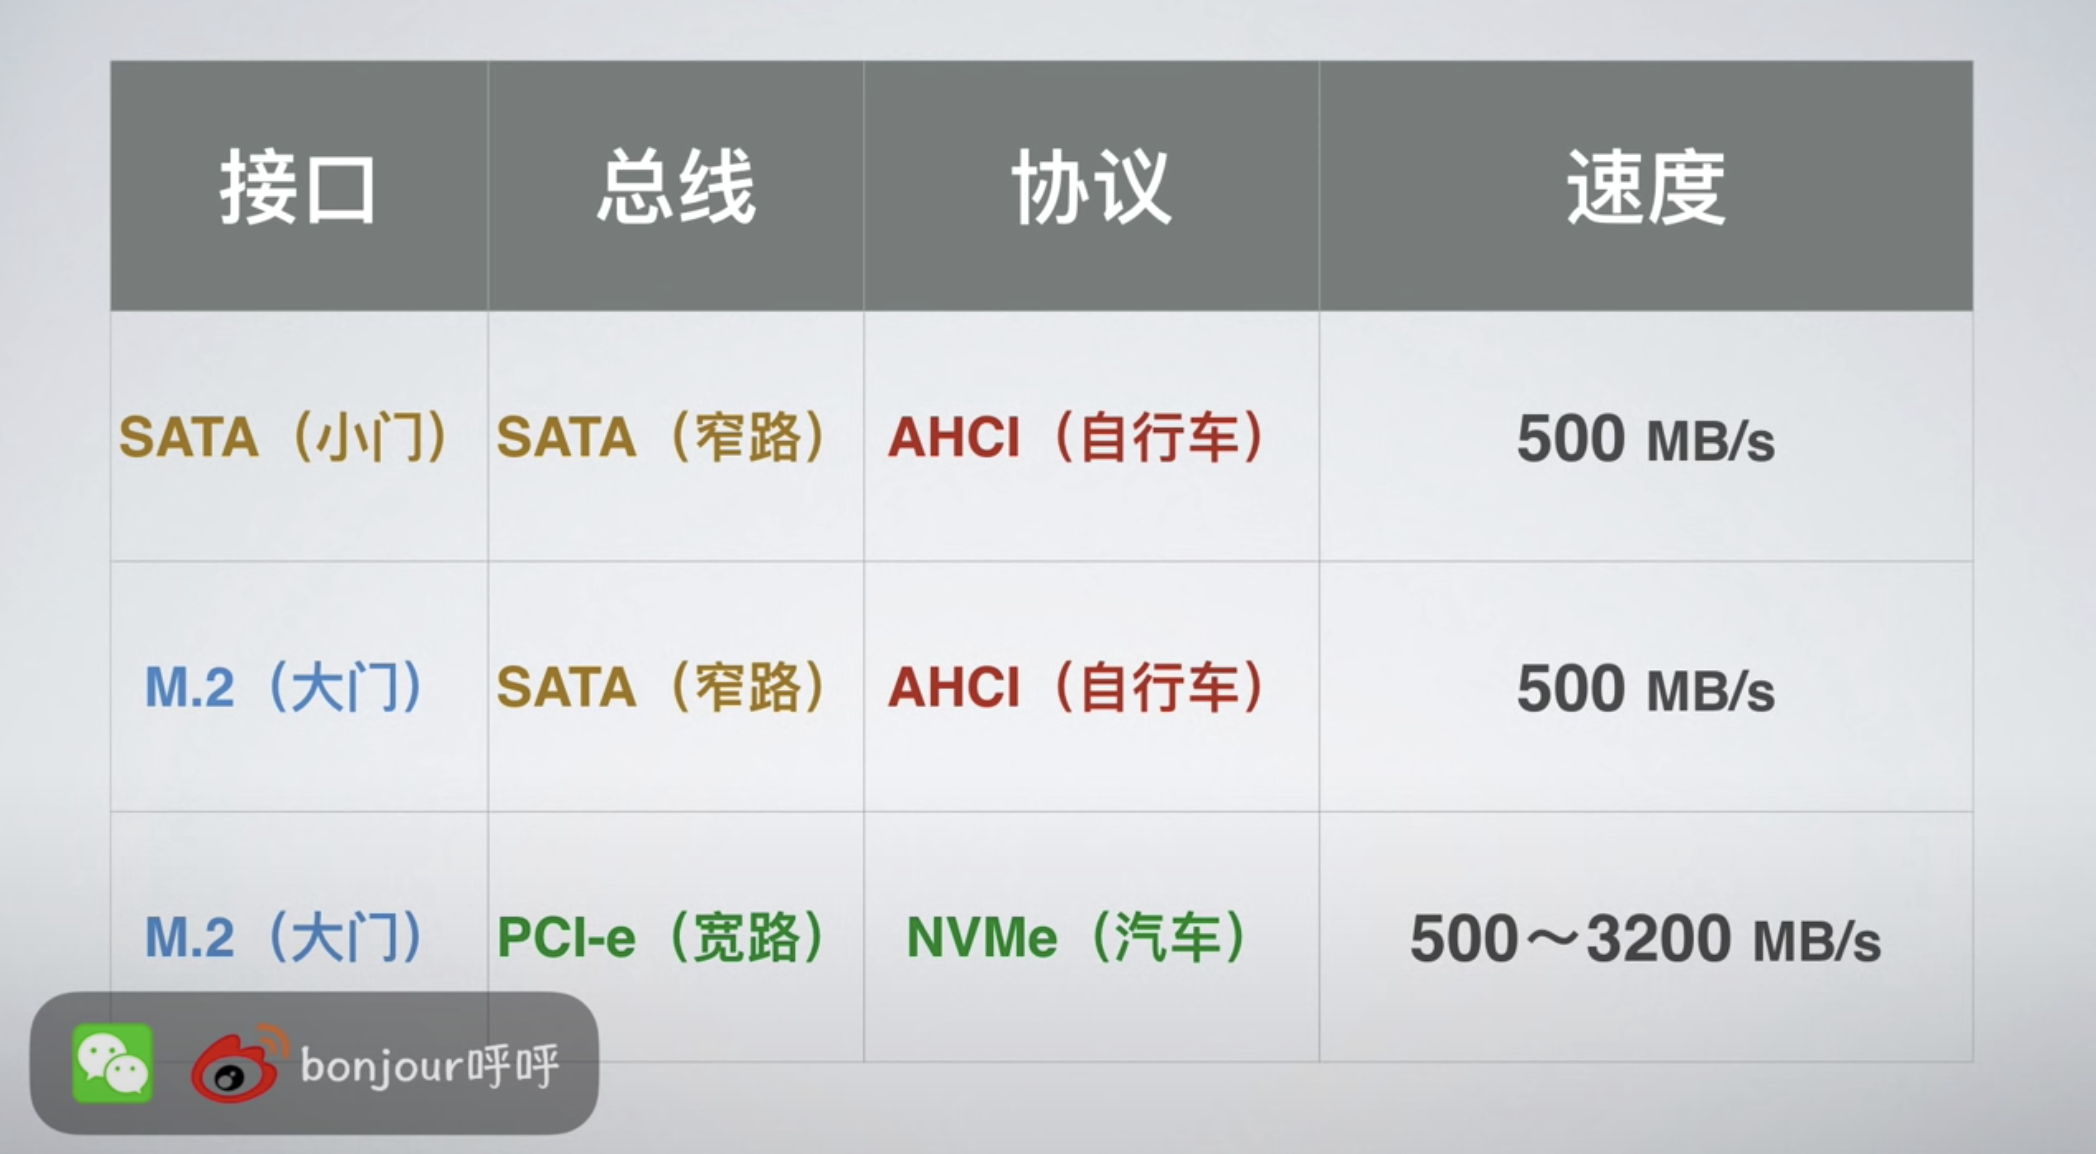 接口 总线 协议 速度
SATA（小门） SATA（窄路） AHCI（自行车） 500 MB/s
M.2（大门） SATA（窄路） AHCI（自行车） 500 MB/s
M.2（大门） PCI-e（宽路） NVMe（汽车） 500～3200 MB/s
bonjour呼呼